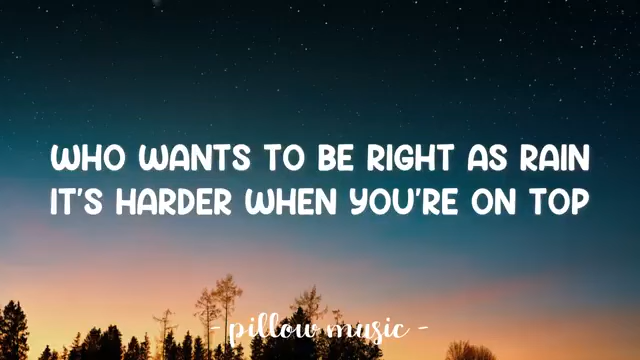 WHO WANTS TO BE RIGHT AS RAIN
IT'S HARDER WHEN YOU'RE ON TOP
- pillow music -